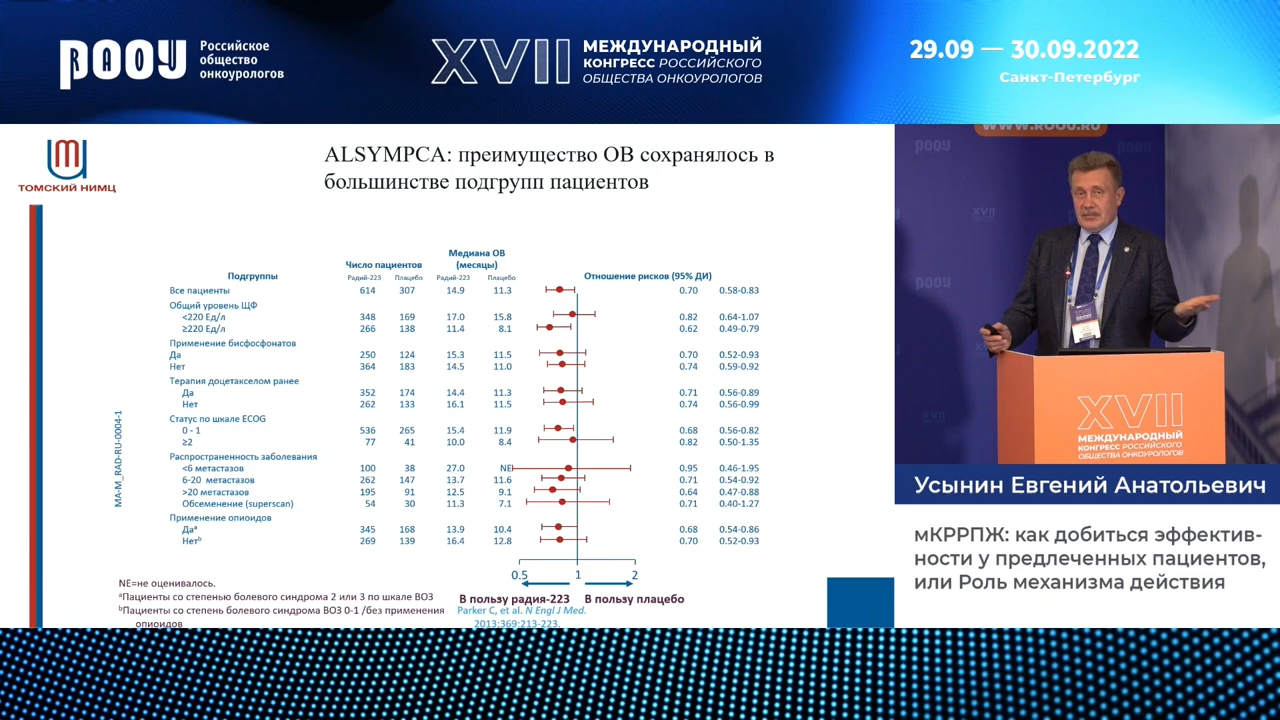 РООУ
RAOU
Российское
общество
онкоурологов
XVII
МЕЖДУНАРОДНЫЙ
КОНГРЕСС РОССИЙСКОГО
ОБЩЕСТВА ОНКОУРОЛОГОВ
29.09 — 30.09.2022
Санкт-Петербург
ТОМСКИЙ НИМЦ
ALSYMPCA: преимущество ОВ сохранялось в
большинстве подгрупп пациентов
Подгруппы Число пациентов Медиана ОВ (месяцы) Отношение рисков (95% ДИ)
Радий-223 Плацебо Радий-223 Плацебо
Все пациенты 614 307 14.9 11.3 0.70 0.58-0.83
Общий уровень ЩФ
<220 Ед/л 348 169 17.0 15.8 0.82 0.64-1.07
≥220 Ед/л 266 138 11.4 8.1 0.62 0.49-0.79
Применение бисфосфонатов
Да 250 124 15.3 11.5 0.70 0.52-0.93
Нет 364 183 14.5 11.0 0.74 0.59-0.92
Терапия доцетакселом ранее
Да 352 174 14.4 11.3 0.71 0.56-0.89
Нет 262 133 16.1 11.5 0.74 0.56-0.99
Статус по шкале ECOG
0 - 1 536 265 15.4 11.9 0.68 0.56-0.82
≥2 77 41 10.0 8.4 0.82 0.50-1.35
Распространенность заболевания
<6 метастазов 100 38 27.0 NE 0.95 0.46-1.95
6-20 метастазов 262 147 13.7 11.6 0.71 0.54-0.92
>20 метастазов 195 91 12.5 9.1 0.64 0.47-0.88
Обсеменение (superscan) 54 30 11.3 7.1 0.71 0.40-1.27
Применение опиоидов
Даᵃ 345 168 13.9 10.4 0.68 0.54-0.86
Нетᵇ 269 139 16.4 12.8 0.70 0.52-0.93
0.5 1 2
В пользу радия-223 В пользу плацебо
MA-M_RAD-RU-0004-1
NE=не оценивалось.
ᵃПациенты со степенью болевого синдрома 2 или 3 по шкале ВОЗ
ᵇПациенты со степень болевого синдрома ВОЗ 0-1 /без применения
опиоидов
Parker C, et al. N Engl J Med.
2013;369:213-223.
WWW.ROOU.RU
РООУ
РООУ
XVII
РООУ
XVII
XVII
МЕЖДУНАРОДНЫЙ
КОНГРЕСС РОССИЙСКОГО
ОБЩЕСТВА ОНКОУРОЛОГОВ
Усынин Евгений Анатольевич
мКРРПЖ: как добиться эффектив-
ности у предлеченных пациентов,
или Роль механизма действия